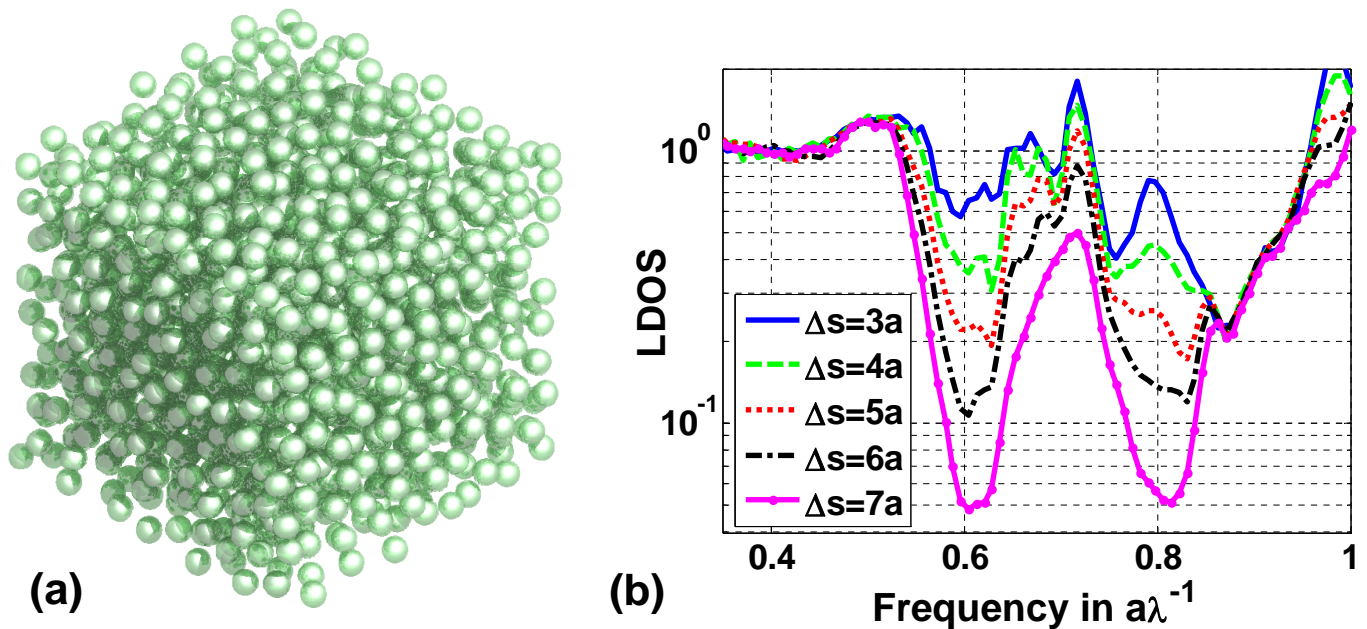 (a)
(b)
LDOS
10^0
10^-1
Δs=3a
Δs=4a
Δs=5a
Δs=6a
Δs=7a
0.4 0.6 0.8 1
Frequency in aλ^-1